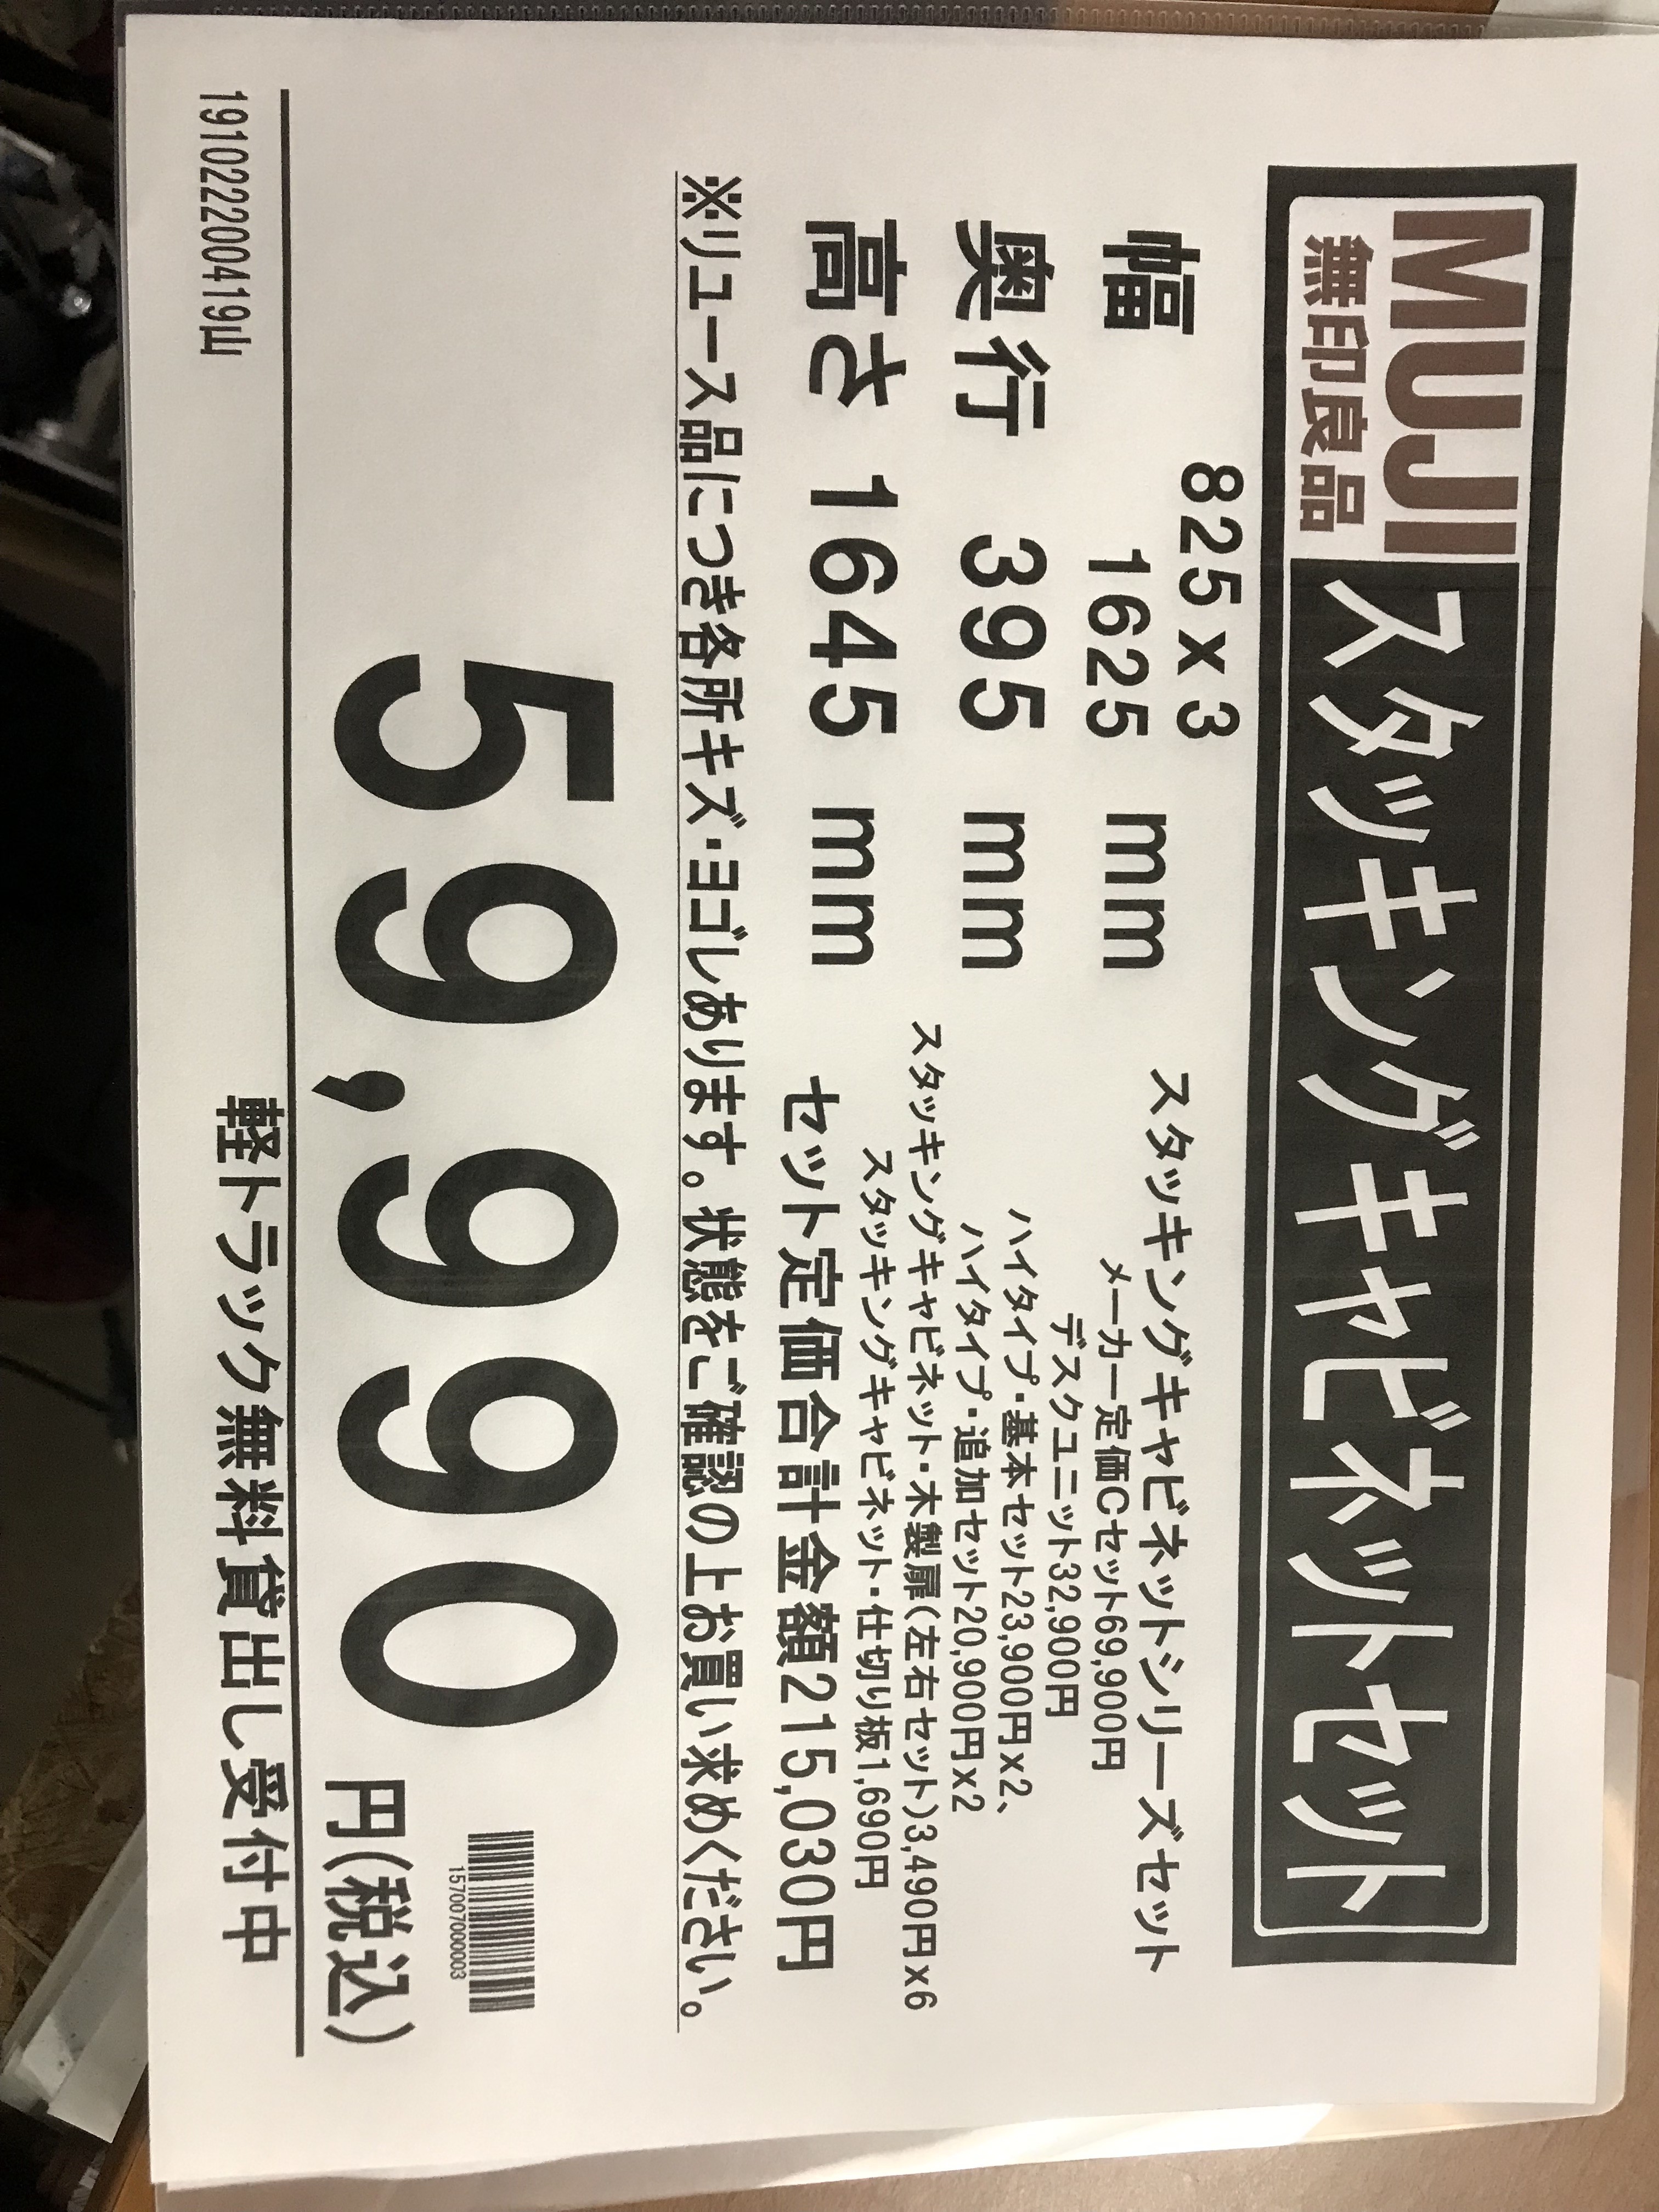 MUJI
無印良品
スタッキングキャビネットセット
825x3
幅 1625 mm
奥行 395 mm
高さ 1645 mm
スタッキングキャビネットシリーズセット
メーカー定価Cセット69,900円
デスクユニット32,900円
ハイタイプ・基本セット23,900円x2、
ハイタイプ・追加セット20,900円x2
スタッキングキャビネット・木製扉(左右セット)3,490円x6
スタッキングキャビネット・仕切り板1,690円
セット定価合計金額215,030円
※リユース品につき各所キズ・ヨゴレあります。状態をご確認の上お買い求めください。
59,990 円(税込)
1570070000003
1910222000419山
軽トラック無料貸出し受付中